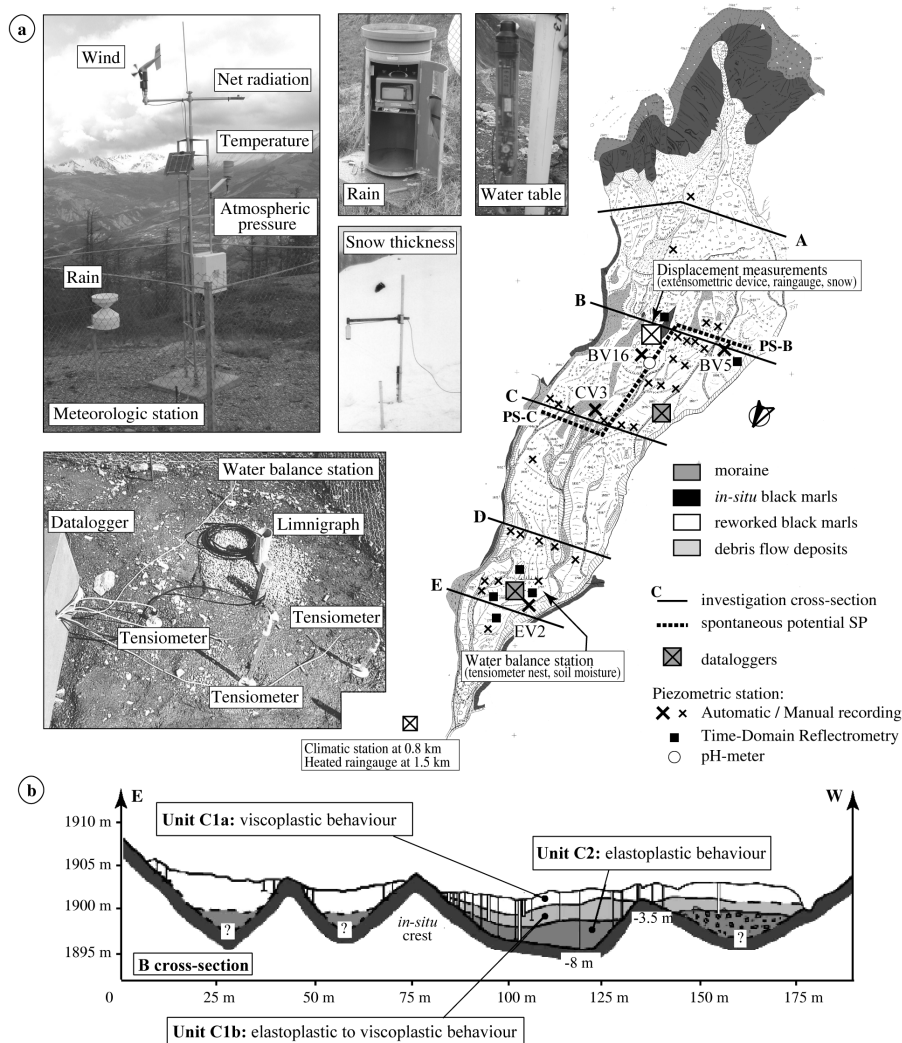 a
Wind
Net radiation
Temperature
Atmospheric
pressure
Rain
Meteorologic station
Rain
Water table
Snow thickness
Water balance station
Datalogger
Limnigraph
Tensiometer
Tensiometer
Tensiometer
Climatic station at 0.8 km
Heated raingauge at 1.5 km
A
Displacement measurements
(extensomettric device, raingauge, snow)
B
PS-B
BV16
BV5
C
CV3
PS-C
D
E
EV2
Water balance station
(tensiometer nest, soil moisture)
moraine
in-situ black marls
reworked black marls
debris flow deposits
C
investigation cross-section
spontaneous potential SP
dataloggers
Piezometric station:
Automatic / Manual recording
Time-Domain Reflectrometry
pH-meter
b
E
W
1910 m
1905 m
1900 m
1895 m
Unit C1a: viscoplastic behaviour
Unit C2: elastoplastic behaviour
?
?
in-situ
crest
-3.5 m
?
-8 m
B cross-section
0
25 m
50 m
75 m
100 m
125 m
150 m
175 m
Unit C1b: elastoplastic to viscoplastic behaviour